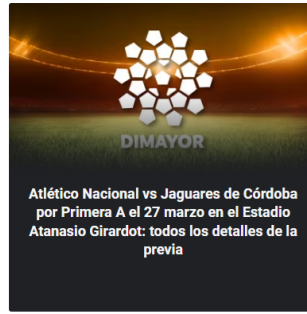 DIMAYOR
Atlético Nacional vs Jaguares de Córdoba
por Primera A el 27 marzo en el Estadio
Atanasio Girardot: todos los detalles de la
previa